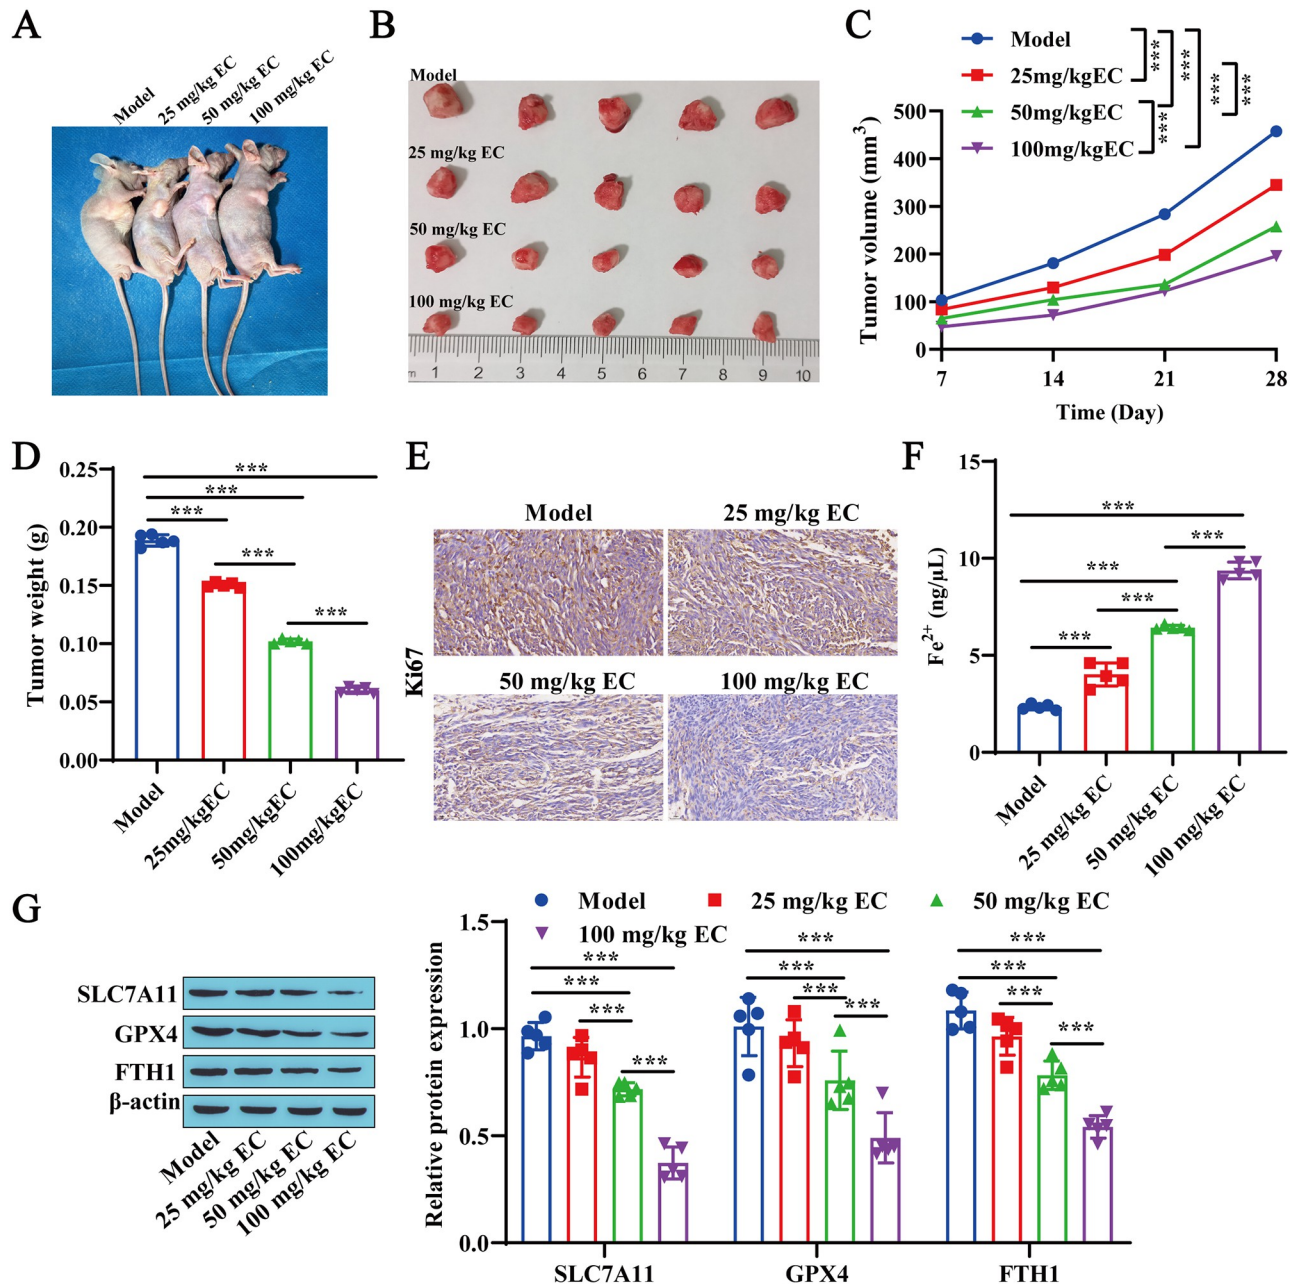 A
Model
25 mg/kg EC
50 mg/kg EC
100 mg/kg EC
B
Model
25 mg/kg EC
50 mg/kg EC
100 mg/kg EC
1 2 3 4 5 6 7 8 9 10
C
Model
25mg/kgEC
50mg/kgEC
100mg/kgEC
***
***
***
***
***
***
Tumor volume (mm³)
500
400
300
200
100
0
7 14 21 28
Time (Day)
D
Tumor weight (g)
0.25
0.20
0.15
0.10
0.05
0.00
***
***
***
***
***
Model
25mg/kgEC
50mg/kgEC
100mg/kgEC
E
Ki67
Model
25 mg/kg EC
50 mg/kg EC
100 mg/kg EC
F
Fe²⁺ (ng/μL)
15
10
5
0
***
***
***
***
***
Model
25 mg/kg EC
50 mg/kg EC
100 mg/kg EC
G
SLC7A11
GPX4
FTH1
β-actin
Model
25 mg/kg EC
50 mg/kg EC
100 mg/kg EC
Model 25 mg/kg EC 50 mg/kg EC
100 mg/kg EC
Relative protein expression
1.5
1.0
0.5
0.0
***
***
***
***
***
***
***
***
***
***
***
***
SLC7A11 GPX4 FTH1